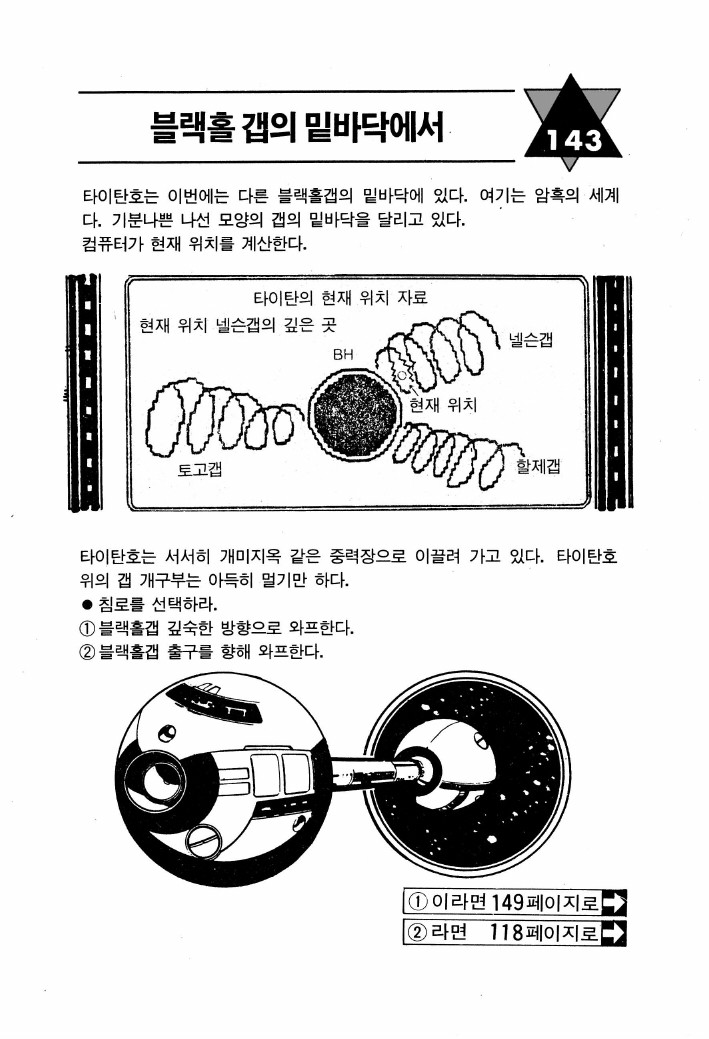 블랙홀 갭의 밑바닥에서
143
타이탄호는 이번에는 다른 블랙홀갭의 밑바닥에 있다. 여기는 암흑의 세계
다. 기분나쁜 나선 모양의 갭의 밑바닥을 달리고 있다.
컴퓨터가 현재 위치를 계산한다.
타이탄의 현재 위치 자료
현재 위치 넬슨갭의 깊은 곳
넬슨갭
BH
현재 위치
토고갭
할제갭
타이탄호는 서서히 개미지옥 같은 중력장으로 이끌려 가고 있다. 타이탄호
위의 갭 개구부는 아득히 멀기만 하다.
● 침로를 선택하라.
① 블랙홀갭 깊숙한 방향으로 와프한다.
② 블랙홀갭 출구를 향해 와프한다.
① 이라면 149페이지로
② 라면 118페이지로